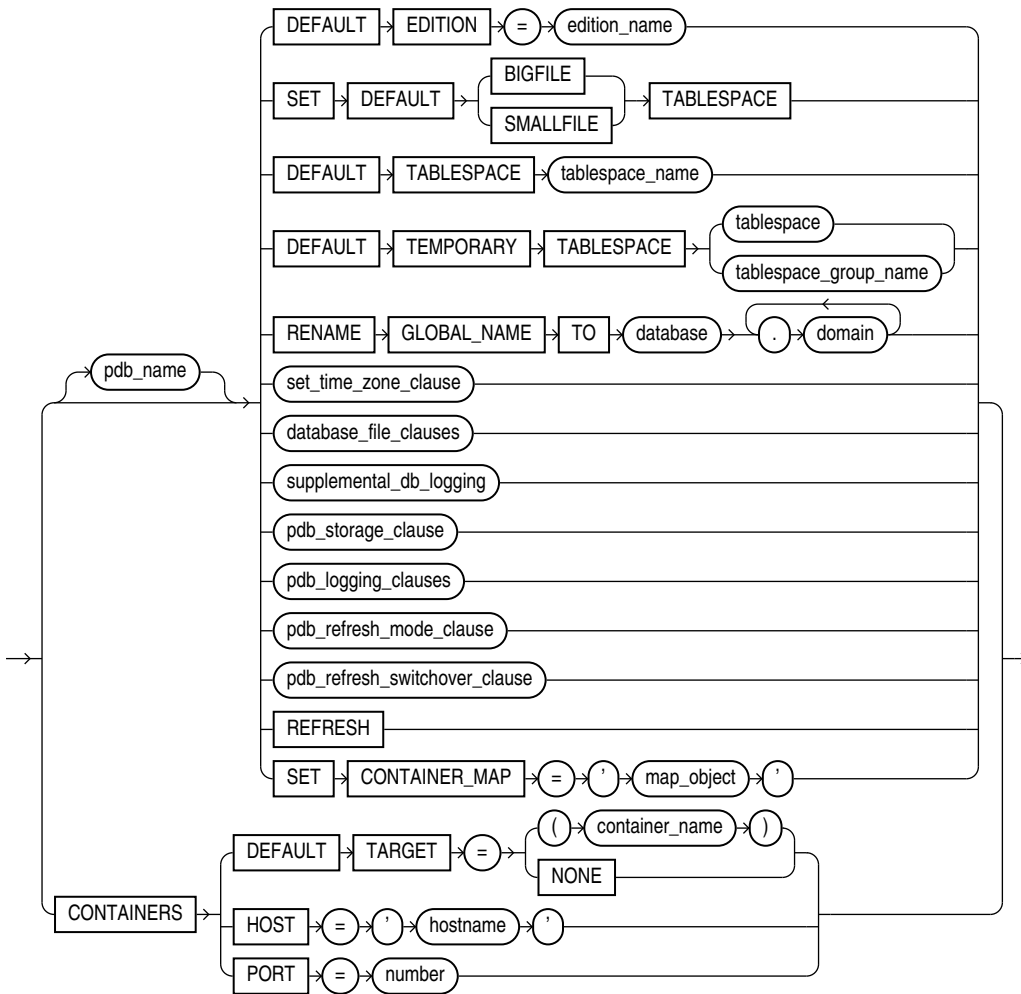 DEFAULT EDITION = edition_name
SET DEFAULT BIGFILE SMALLFILE TABLESPACE
DEFAULT TABLESPACE tablespace_name
DEFAULT TEMPORARY TABLESPACE tablespace tablespace_group_name
RENAME GLOBAL_NAME TO database . domain
pdb_name
set_time_zone_clause
database_file_clauses
supplemental_db_logging
pdb_storage_clause
pdb_logging_clauses
pdb_refresh_mode_clause
pdb_refresh_switchover_clause
REFRESH
SET CONTAINER_MAP = ' map_object '
CONTAINERS
DEFAULT TARGET = ( container_name ) NONE
HOST = ' hostname '
PORT = number